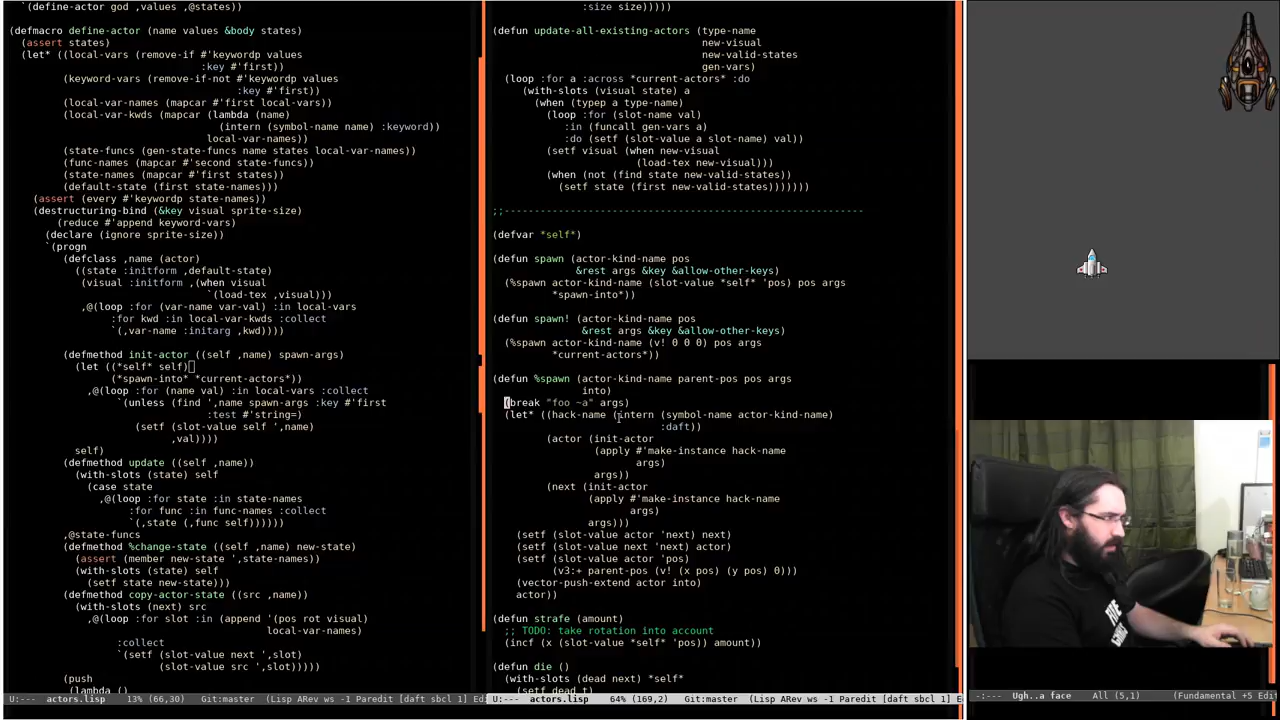 `(define-actor god ,values ,@states))
(defmacro define-actor (name values &body states)
(assert states)
(let* ((local-vars (remove-if #'keywordp values
:key #'first))
(keyword-vars (remove-if-not #'keywordp values
:key #'first))
(local-var-names (mapcar #'first local-vars))
(local-var-kwds (mapcar (lambda (name)
(intern (symbol-name name) :keyword))
local-var-names))
(state-funcs (gen-state-funcs name states local-var-names))
(func-names (mapcar #'second state-funcs))
(state-names (mapcar #'first states))
(default-state (first state-names)))
(assert (every #'keywordp state-names))
(destructuring-bind (&key visual sprite-size)
(reduce #'append keyword-vars)
(declare (ignore sprite-size))
`(progn
(defclass ,name (actor)
((state :initform ,default-state)
(visual :initform ,(when visual
`(load-tex ,visual)))
,@(loop :for (var-name var-val) :in local-vars
:for kwd :in local-var-kwds :collect
`(,var-name :initarg ,kwd))))
(defmethod init-actor ((self ,name) spawn-args)
(let ((*self* self)
(*spawn-into* *current-actors*))
,@(loop :for (name val) :in local-vars :collect
`(unless (find ',name spawn-args :key #'first
:test #'string=)
(setf (slot-value self ',name)
,val))))
self)
(defmethod update ((self ,name))
(with-slots (state) self
(case state
,@(loop :for state :in state-names
:for func :in func-names :collect
`(,state (,func self))))))
,@state-funcs
(defmethod %change-state ((self ,name) new-state)
(assert (member new-state ',state-names))
(with-slots (state) self
(setf state new-state)))
(defmethod copy-actor-state ((src ,name))
(with-slots (next) src
,@(loop :for slot :in (append '(pos rot visual)
local-var-names)
:collect
`(setf (slot-value next ',slot)
(slot-value src ',slot)))))
(push
(lambda ()
U:--- actors.lisp 13% (66,30) Git:master (Lisp ARev ws -1 Paredit [daft sbcl 1] Ed
:size size)))))
(defun update-all-existing-actors (type-name
new-visual
new-valid-states
gen-vars)
(loop :for a :across *current-actors* :do
(with-slots (visual state) a
(when (typep a type-name)
(loop :for (slot-name val)
:in (funcall gen-vars a)
:do (setf (slot-value a slot-name) val))
(setf visual (when new-visual
(load-tex new-visual)))
(when (not (find state new-valid-states))
(setf state (first new-valid-states)))))))
;;------------------------------------------------------------
(defvar *self*)
(defun spawn (actor-kind-name pos
&rest args &key &allow-other-keys)
(%spawn actor-kind-name (slot-value *self* 'pos) pos args
*spawn-into*))
(defun spawn! (actor-kind-name pos
&rest args &key &allow-other-keys)
(%spawn actor-kind-name (v! 0 0 0) pos args
*current-actors*))
(defun %spawn (actor-kind-name parent-pos pos args
into)
(break "foo ~a" args)
(let* ((hack-name (intern (symbol-name actor-kind-name)
:daft))
(actor (init-actor
(apply #'make-instance hack-name
args)
args))
(next (init-actor
(apply #'make-instance hack-name
args)
args)))
(setf (slot-value actor 'next) next)
(setf (slot-value next 'next) actor)
(setf (slot-value actor 'pos)
(v3:+ parent-pos (v! (x pos) (y pos) 0)))
(vector-push-extend actor into)
actor))
(defun strafe (amount)
;; TODO: take rotation into account
(incf (x (slot-value *self* 'pos)) amount))
(defun die ()
(with-slots (dead next) *self*
(setf dead t)
U:--- actors.lisp 64% (169,2) Git:master (Lisp ARev ws -1 Paredit [daft sbcl 1] Ed
-:--- Ugh..a face All (5,1) (Fundamental +5 Edit